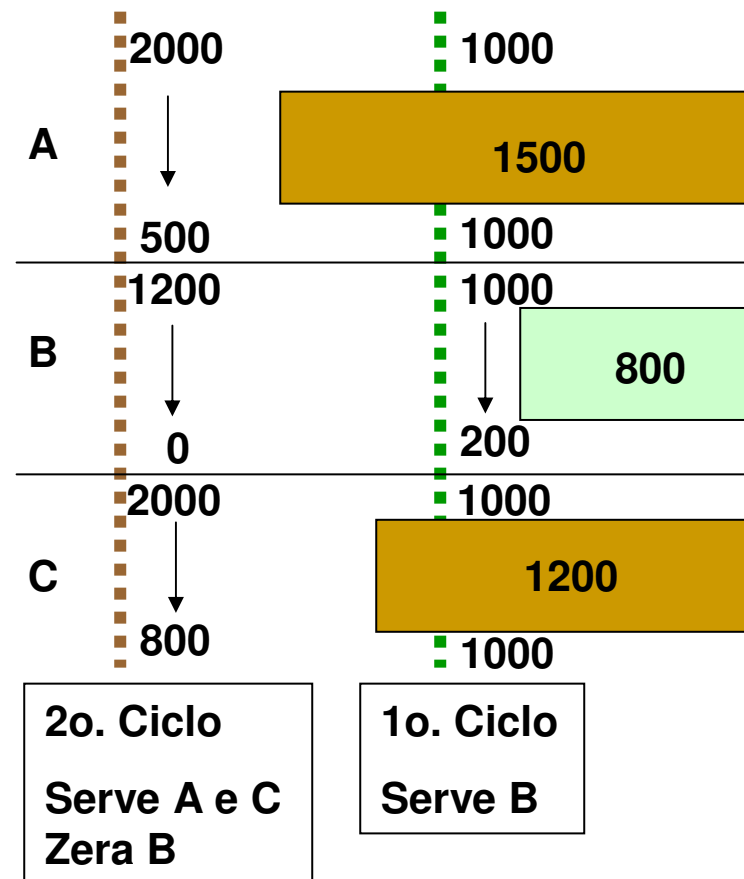 2000 1000
A 1500
500 1000
1200 1000
B 800
0 200
2000 1000
C 1200
800 1000
2o. Ciclo
Serve A e C
Zera B
1o. Ciclo
Serve B